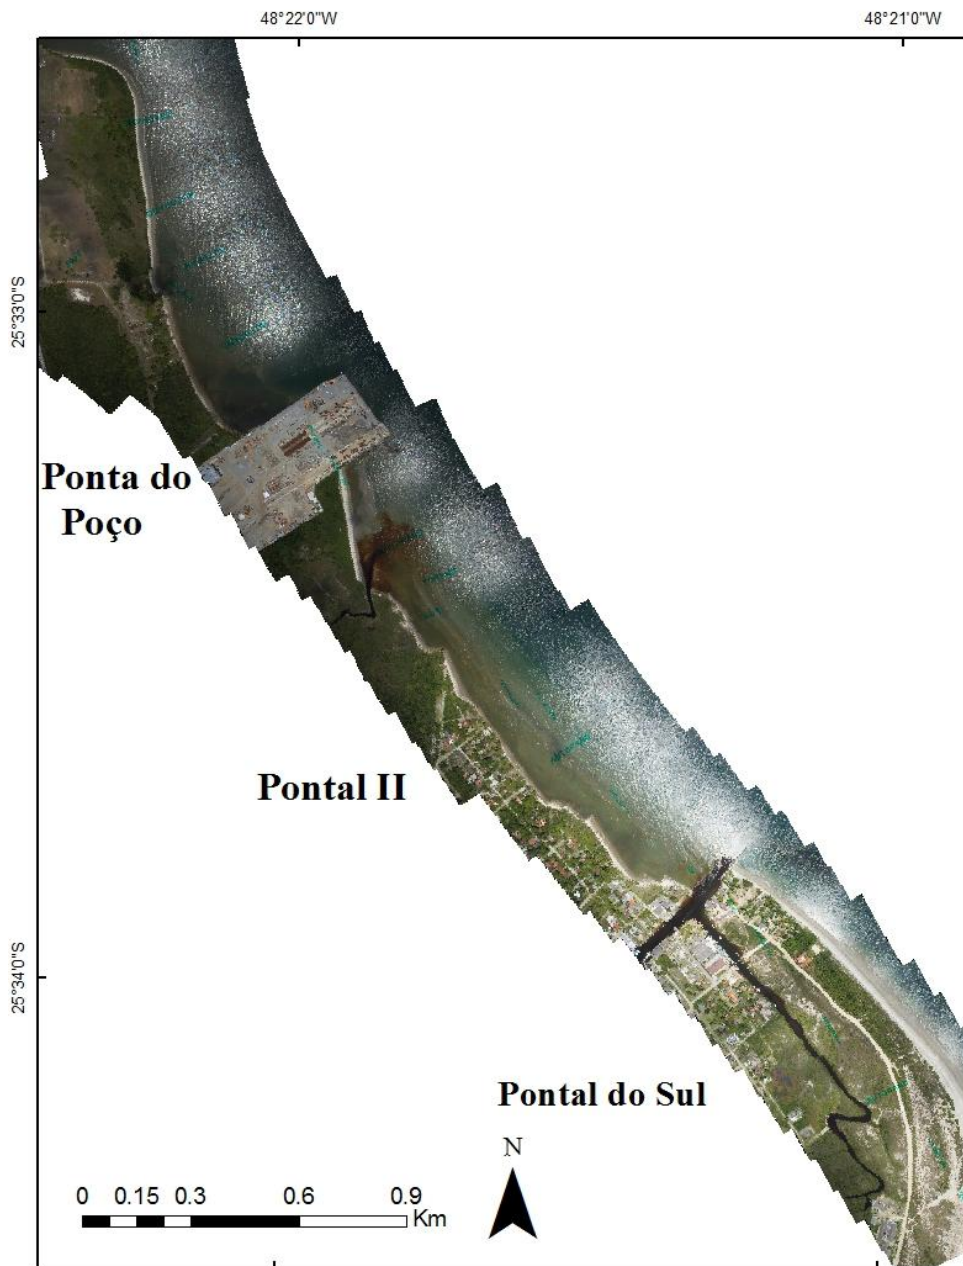 48°22'0"W
48°21'0"W
25°33'0"S
Ponta do
Poço
Pontal II
25°34'0"S
Pontal do Sul
N
0 0.15 0.3 0.6 0.9
Km